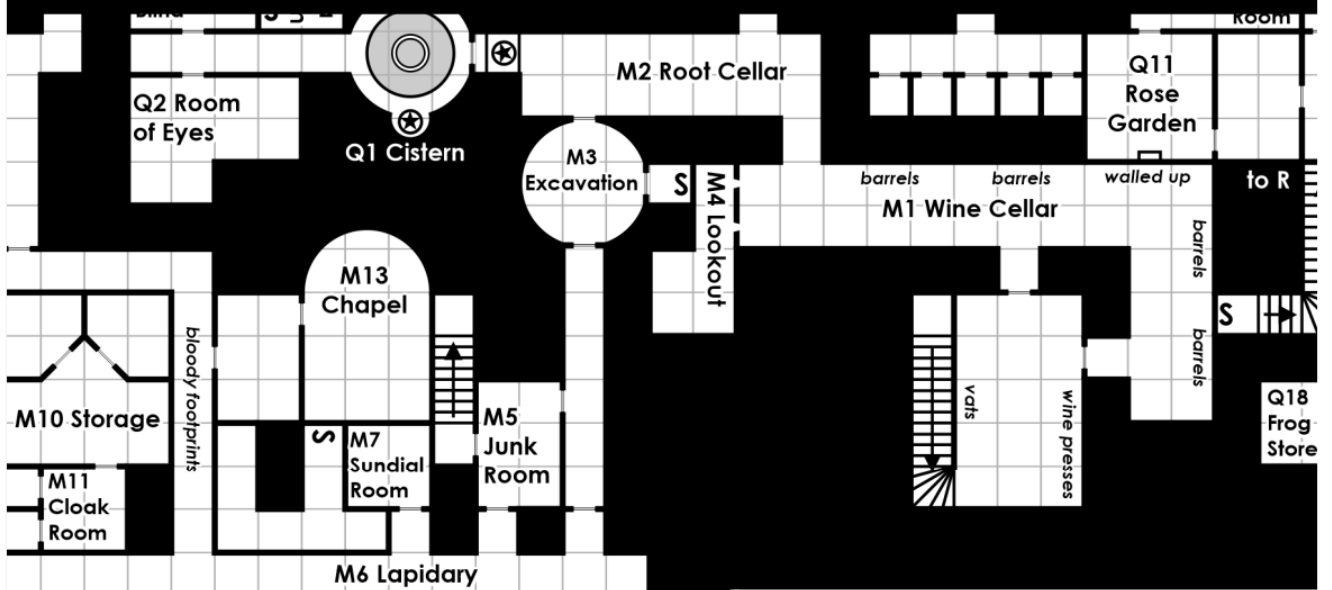 Room
Q2 Room
of Eyes
Q1 Cistern
M2 Root Cellar
Q11
Rose
Garden
M3
Excavation
S
M4 Lookout
barrels
barrels
walled up
to R
M1 Wine Cellar
barrels
barrels
S
M13
Chapel
bloody footprints
M10 Storage
M11
Cloak
Room
S
M7
Sundial
Room
M5
Junk
Room
vats
wine presses
Q18
Frog
Store
M6 Lapidary